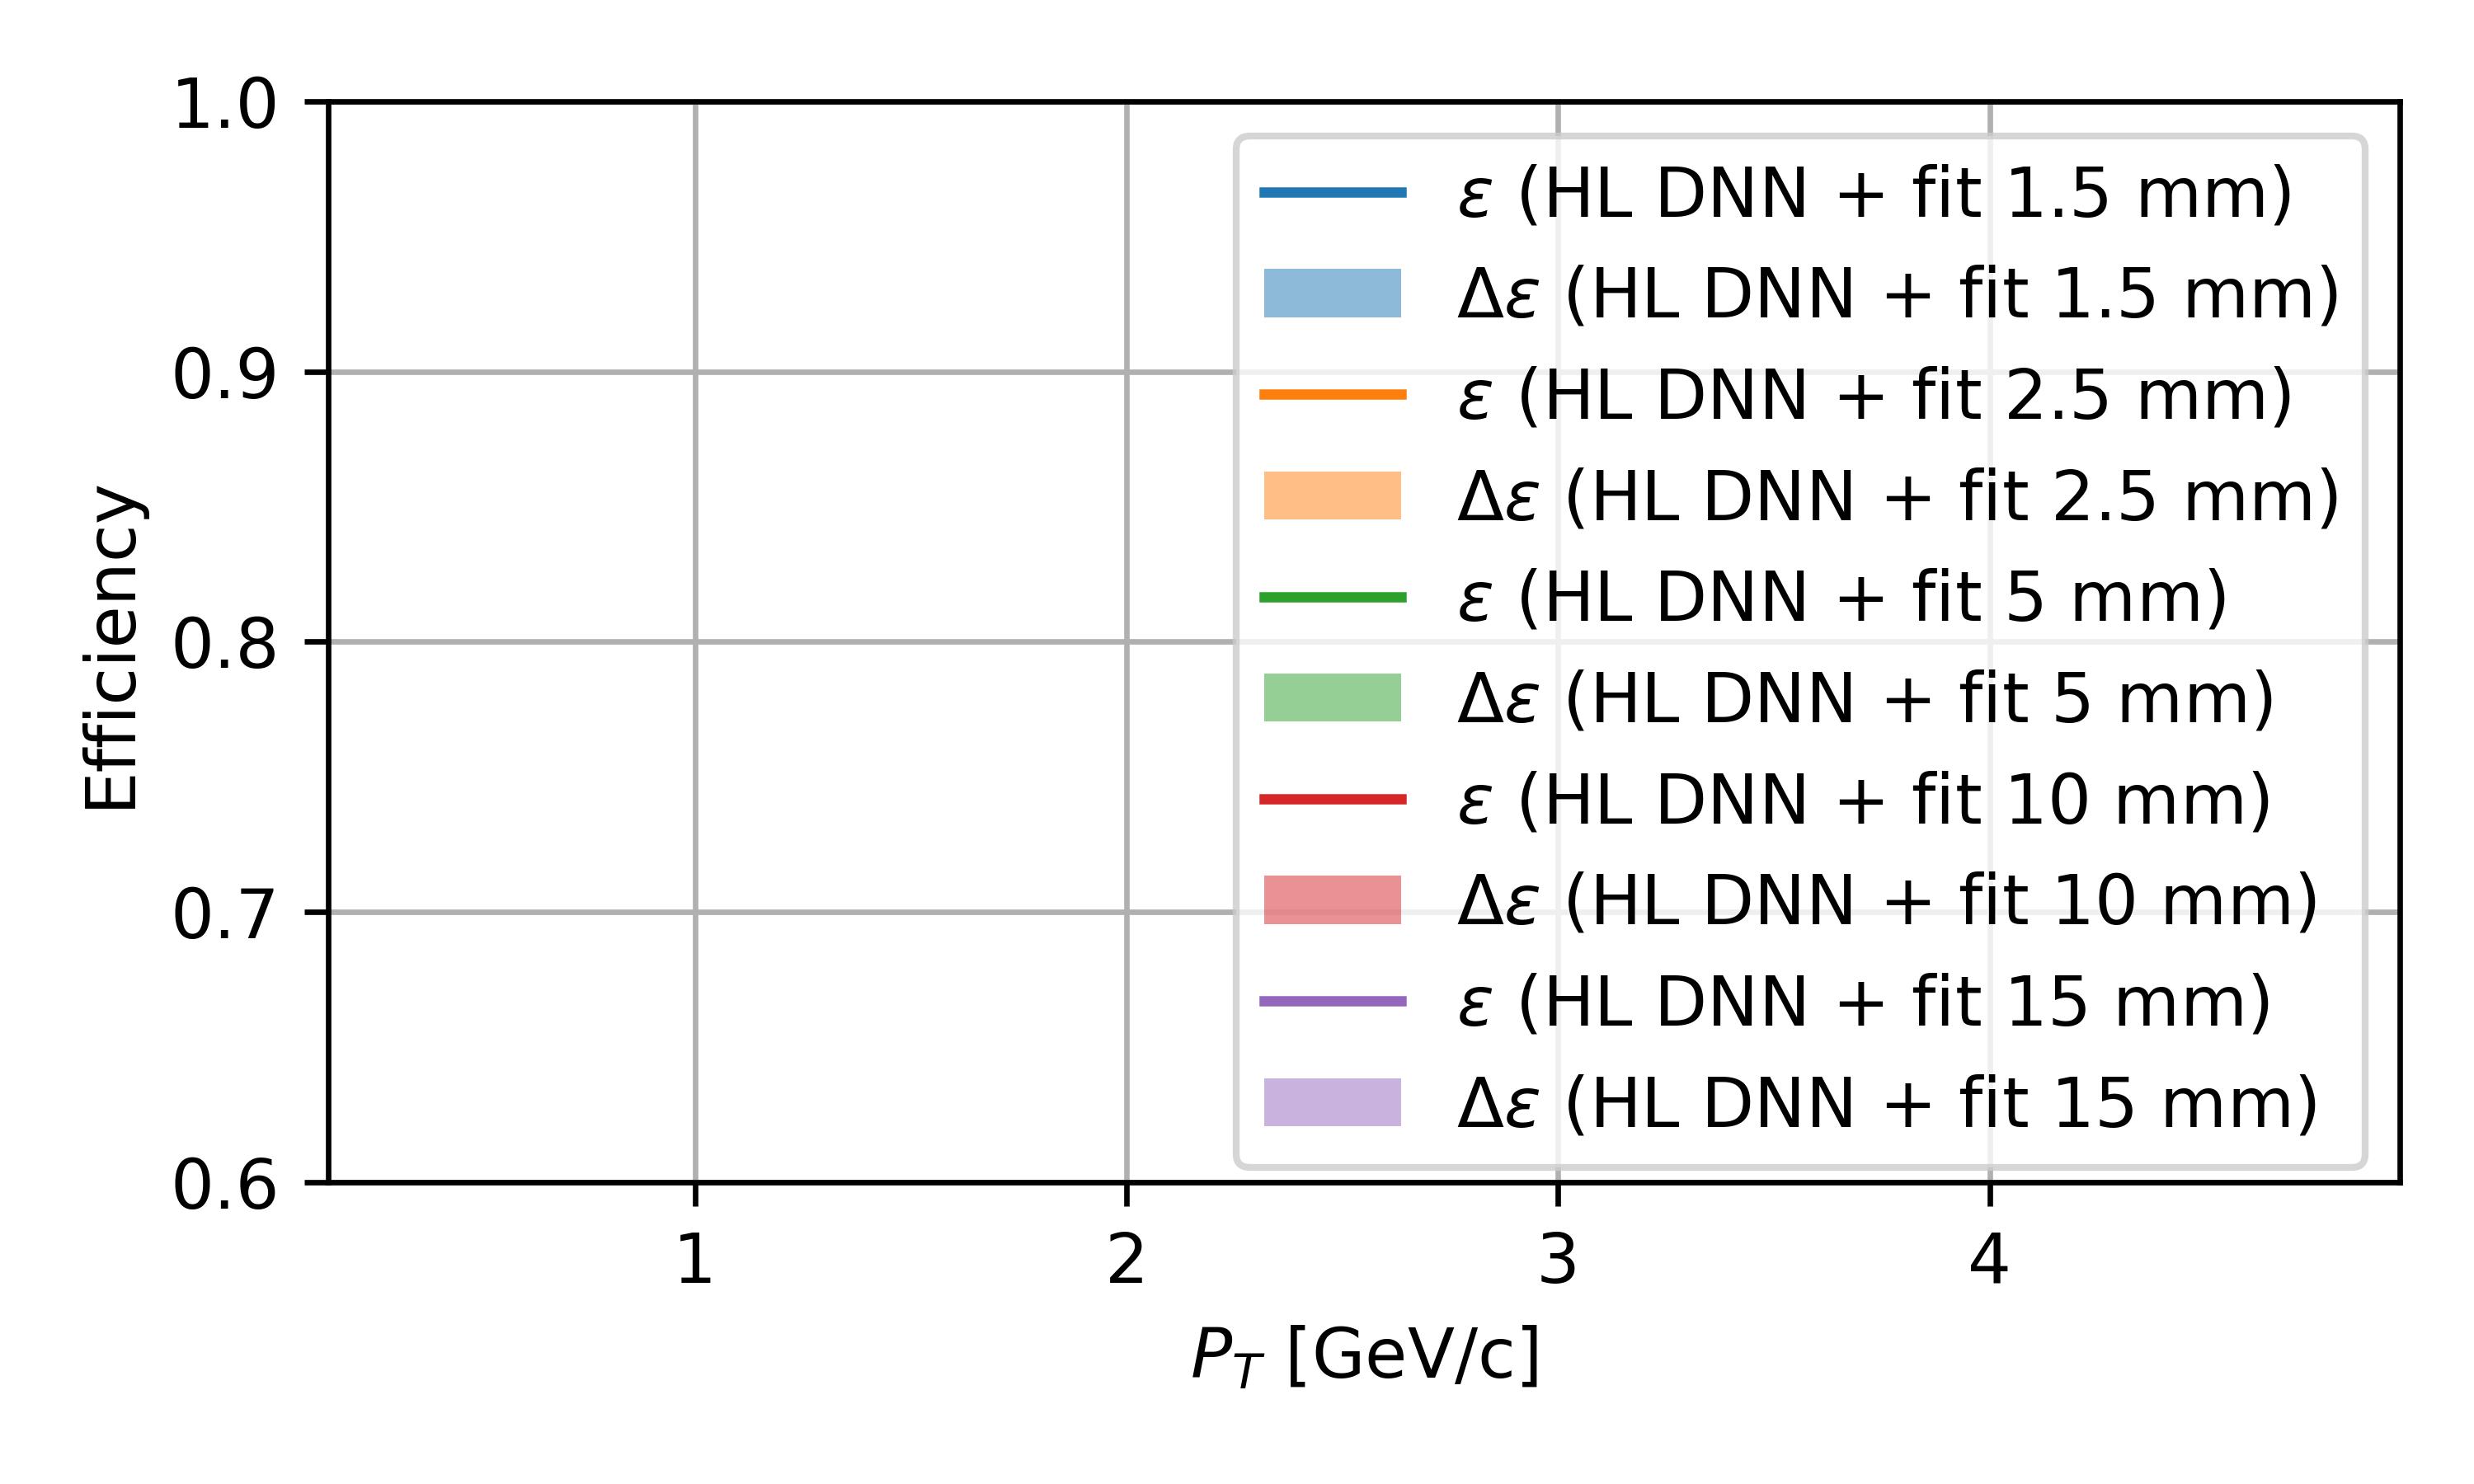 1.0
0.9
0.8
0.7
0.6
Efficiency
ε (HL DNN + fit 1.5 mm)
Δε (HL DNN + fit 1.5 mm)
ε (HL DNN + fit 2.5 mm)
Δε (HL DNN + fit 2.5 mm)
ε (HL DNN + fit 5 mm)
Δε (HL DNN + fit 5 mm)
ε (HL DNN + fit 10 mm)
Δε (HL DNN + fit 10 mm)
ε (HL DNN + fit 15 mm)
Δε (HL DNN + fit 15 mm)
1 2 3 4
P_T [GeV/c]